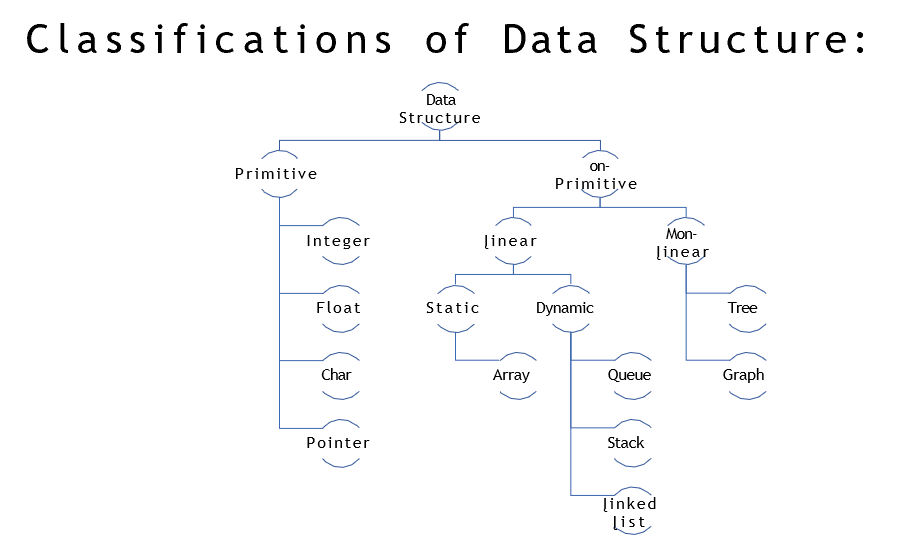 Classifications of Data Structure:
Data
Structure
Primitive
on-
Primitive
Integer
linear
Mon-
linear
Float
Static
Dynamic
Tree
Char
Array
Queue
Graph
Pointer
Stack
linked
list